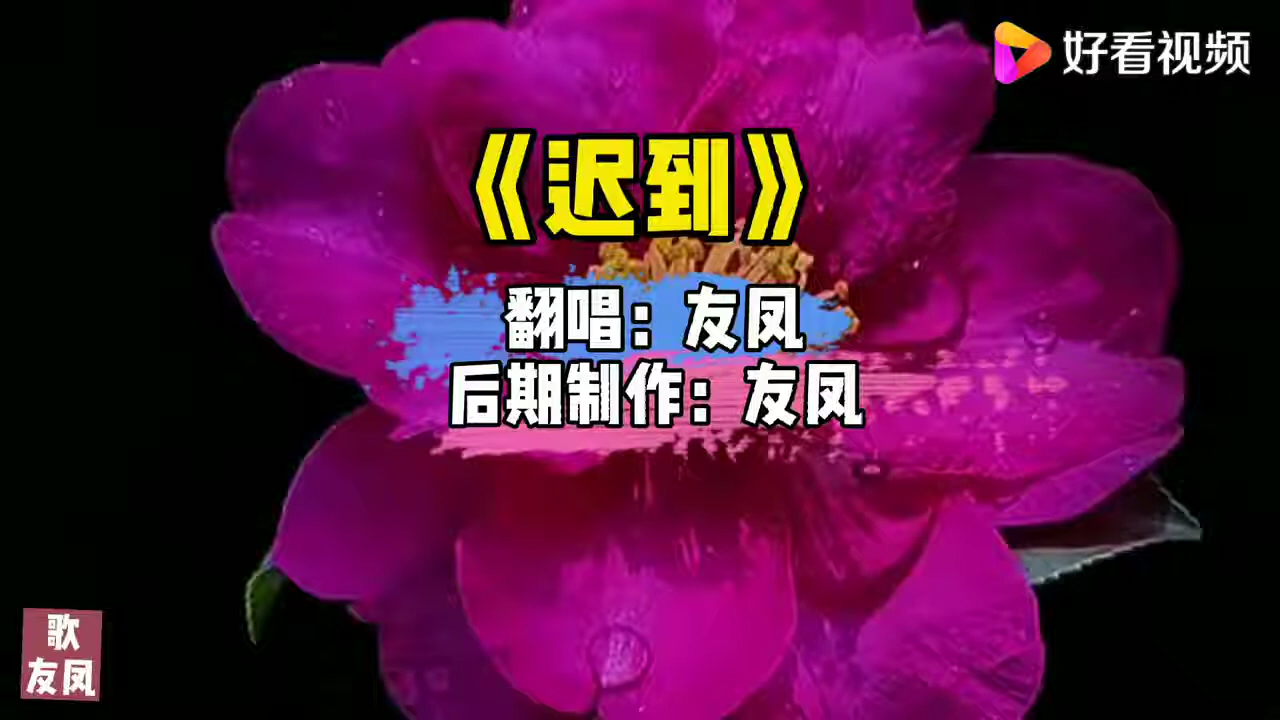 好看视频
《迟到》
翻唱：友凤
后期制作：友凤
歌
友凤